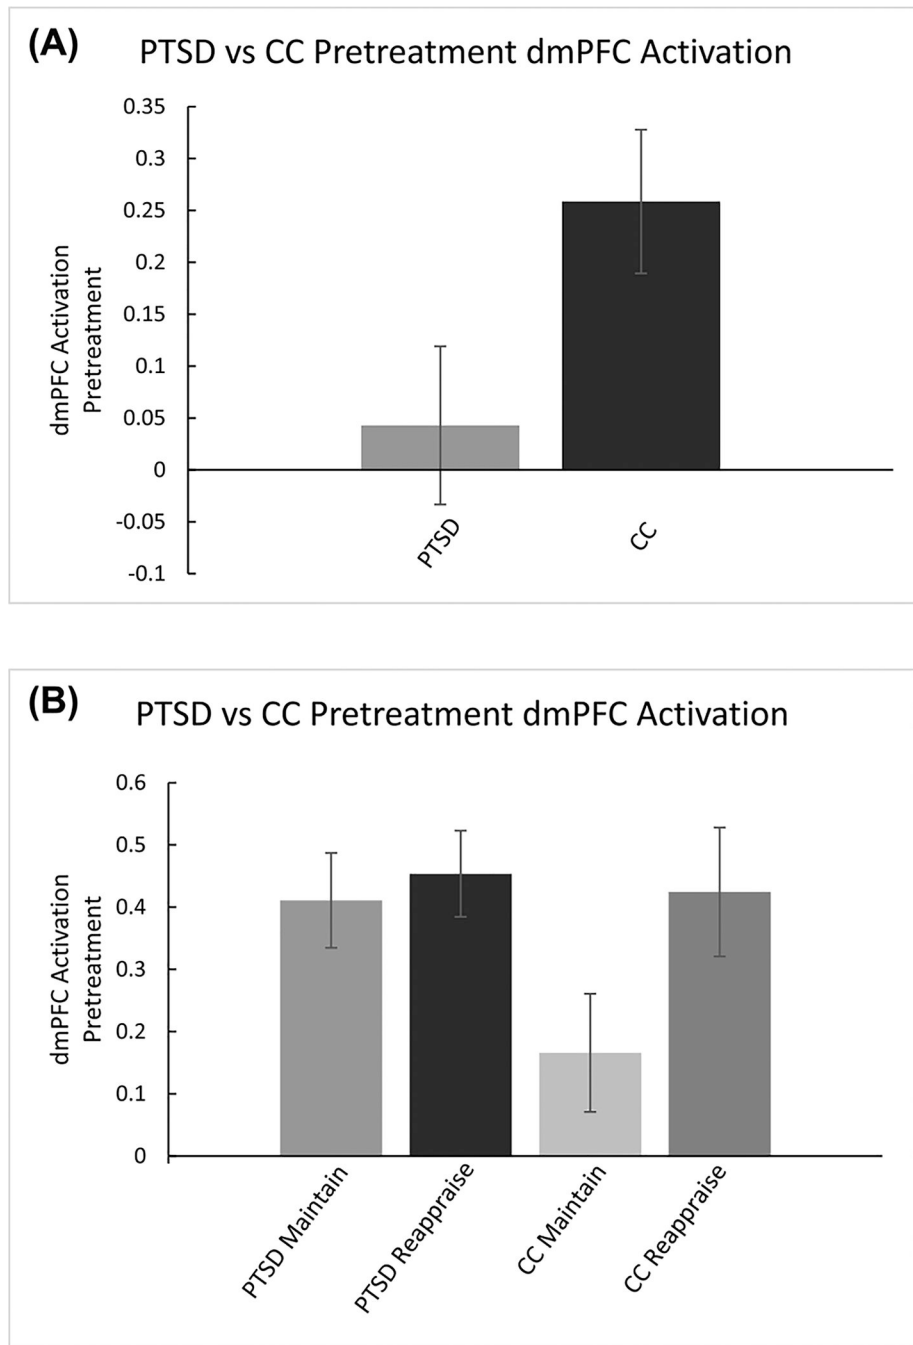 (A)
PTSD vs CC Pretreatment dmPFC Activation
0.35
0.3
0.25
0.2
0.15
0.1
0.05
0
-0.05
-0.1
dmPFC Activation
Pretreatment
PTSD
CC
(B)
PTSD vs CC Pretreatment dmPFC Activation
0.6
0.5
0.4
0.3
0.2
0.1
0
dmPFC Activation
Pretreatment
PTSD Maintain
PTSD Reappraise
CC Maintain
CC Reappraise